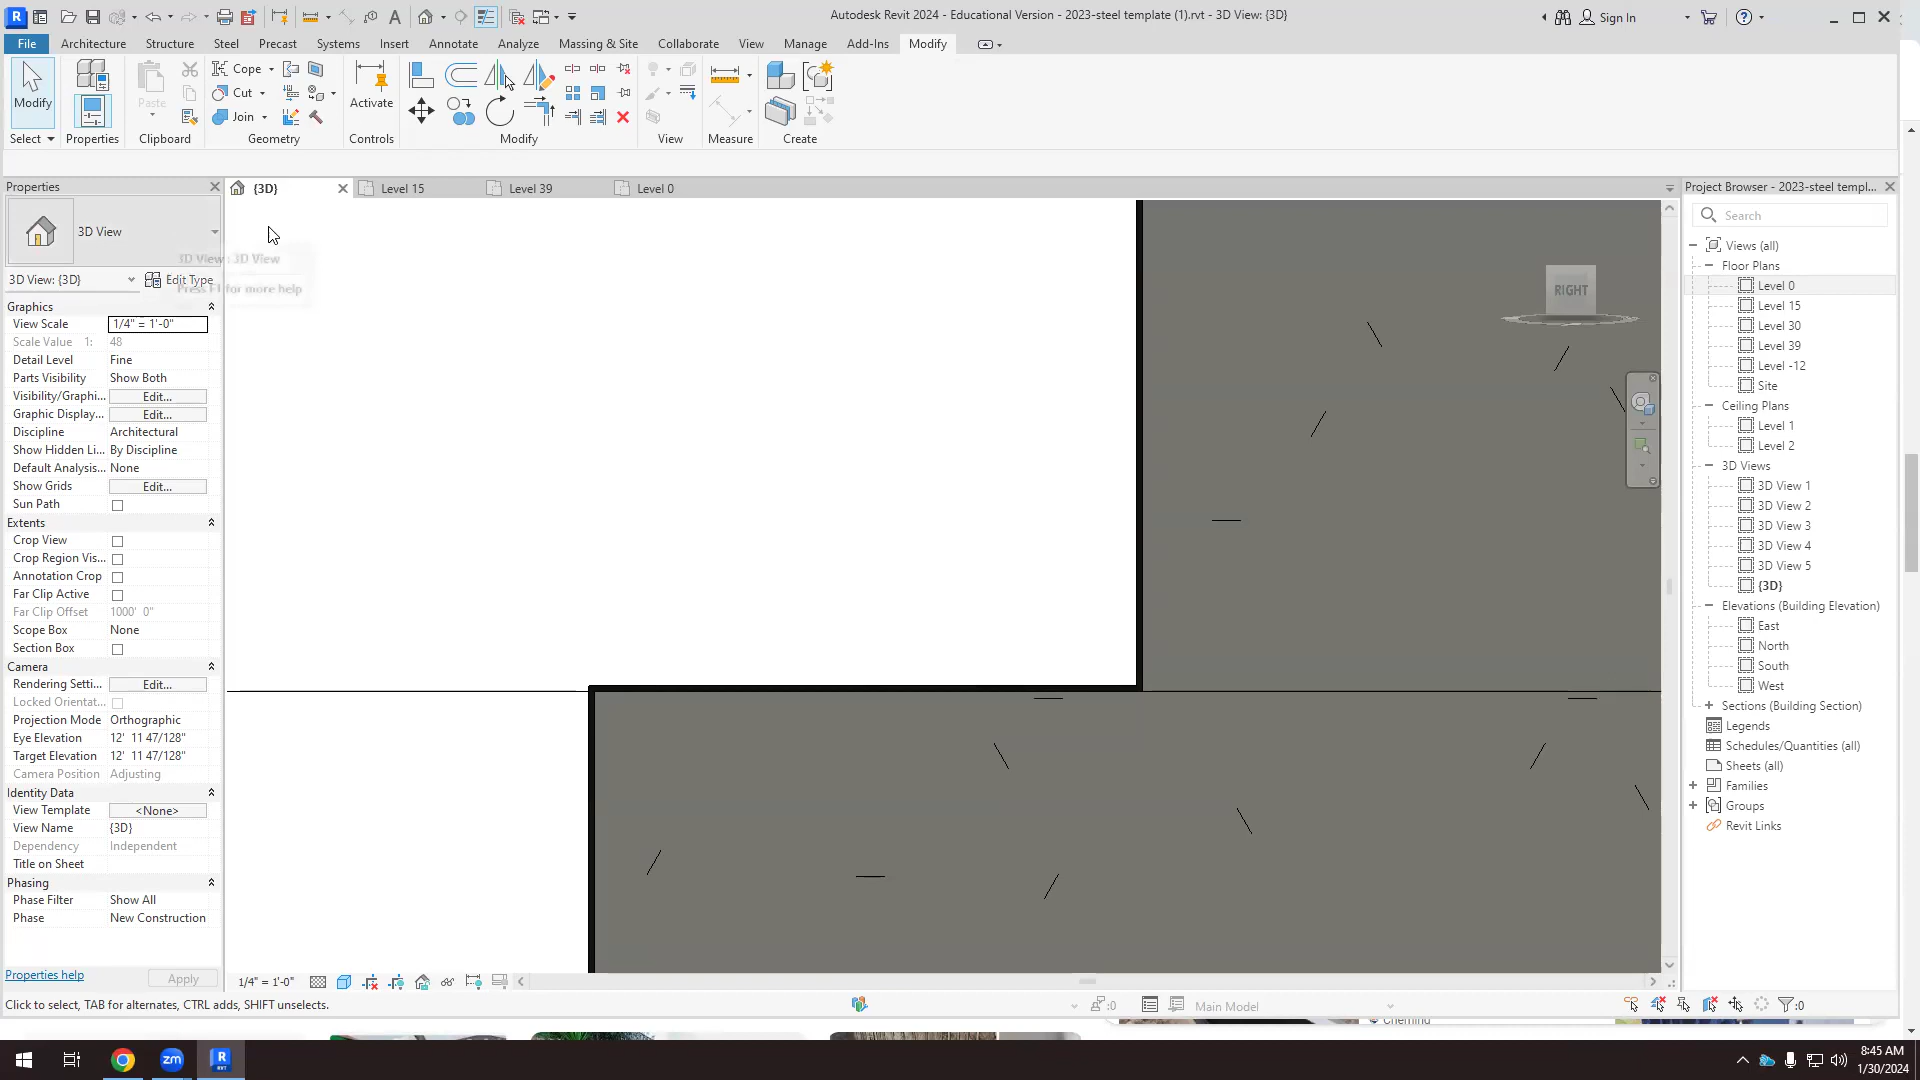 Autodesk Revit 2024 - Educational Version - 2023-steel template (1).rvt - 3D View: {3D}
Sign In
File Architecture Structure Steel Precast Systems Insert Annotate Analyze Massing & Site Collaborate View Manage Add-Ins Modify
Modify
Paste
Cope
Cut
Join
Activate
Select Properties Clipboard Geometry Controls Modify View Measure Create
Properties
{3D}
Level 15
Level 39
Level 0
Project Browser - 2023-steel templ...
3D View
3D View : 3D View
Press F1 for more help
3D View: {3D}
Edit Type
Graphics
View Scale 1/4" = 1'-0"
Scale Value 1: 48
Detail Level Fine
Parts Visibility Show Both
Visibility/Graphi... Edit...
Graphic Display... Edit...
Discipline Architectural
Show Hidden Li... By Discipline
Default Analysis... None
Show Grids Edit...
Sun Path
Extents
Crop View
Crop Region Vis...
Annotation Crop
Far Clip Active
Far Clip Offset 1000' 0"
Scope Box None
Section Box
Camera
Rendering Setti... Edit...
Locked Orientat...
Projection Mode Orthographic
Eye Elevation 12' 11 47/128"
Target Elevation 12' 11 47/128"
Camera Position Adjusting
Identity Data
View Template <None>
View Name {3D}
Dependency Independent
Title on Sheet
Phasing
Phase Filter Show All
Phase New Construction
Properties help
Apply
RIGHT
Search
Views (all)
Floor Plans
Level 0
Level 15
Level 30
Level 39
Level -12
Site
Ceiling Plans
Level 1
Level 2
3D Views
3D View 1
3D View 2
3D View 3
3D View 4
3D View 5
{3D}
Elevations (Building Elevation)
East
North
South
West
Sections (Building Section)
Legends
Schedules/Quantities (all)
Sheets (all)
Families
Groups
Revit Links
1/4" = 1'-0"
Click to select, TAB for alternates, CTRL adds, SHIFT unselects.
:0
Main Model
:0
zm
R
RVT
8:45 AM
1/30/2024